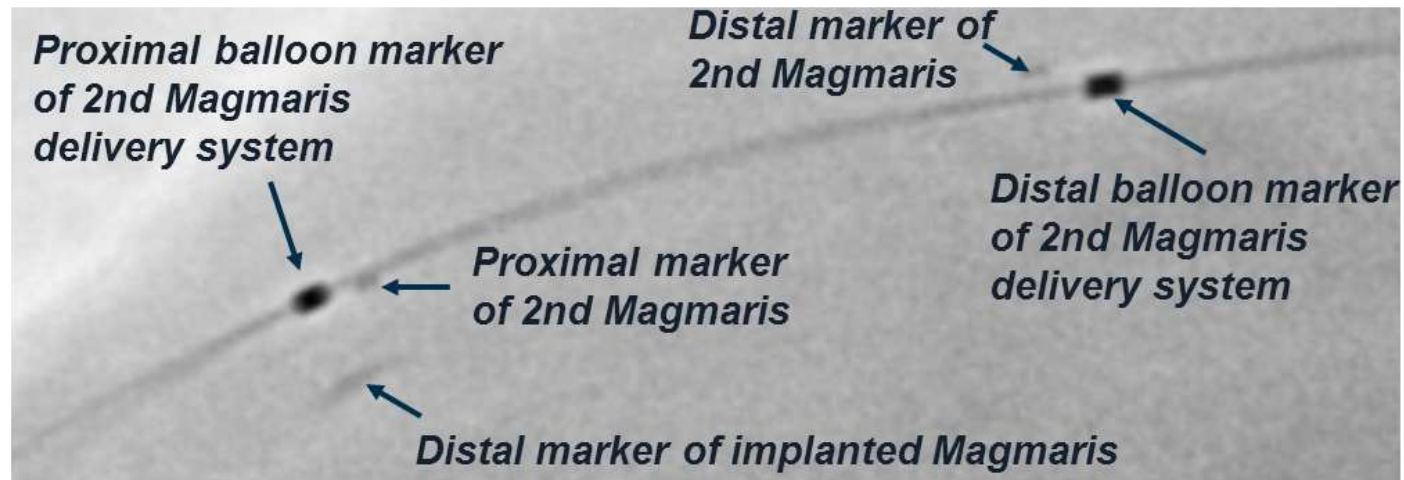 Proximal balloon marker
of 2nd Magmaris
delivery system
Distal marker of
2nd Magmaris
Distal balloon marker
of 2nd Magmaris
delivery system
Proximal marker
of 2nd Magmaris
Distal marker of implanted Magmaris